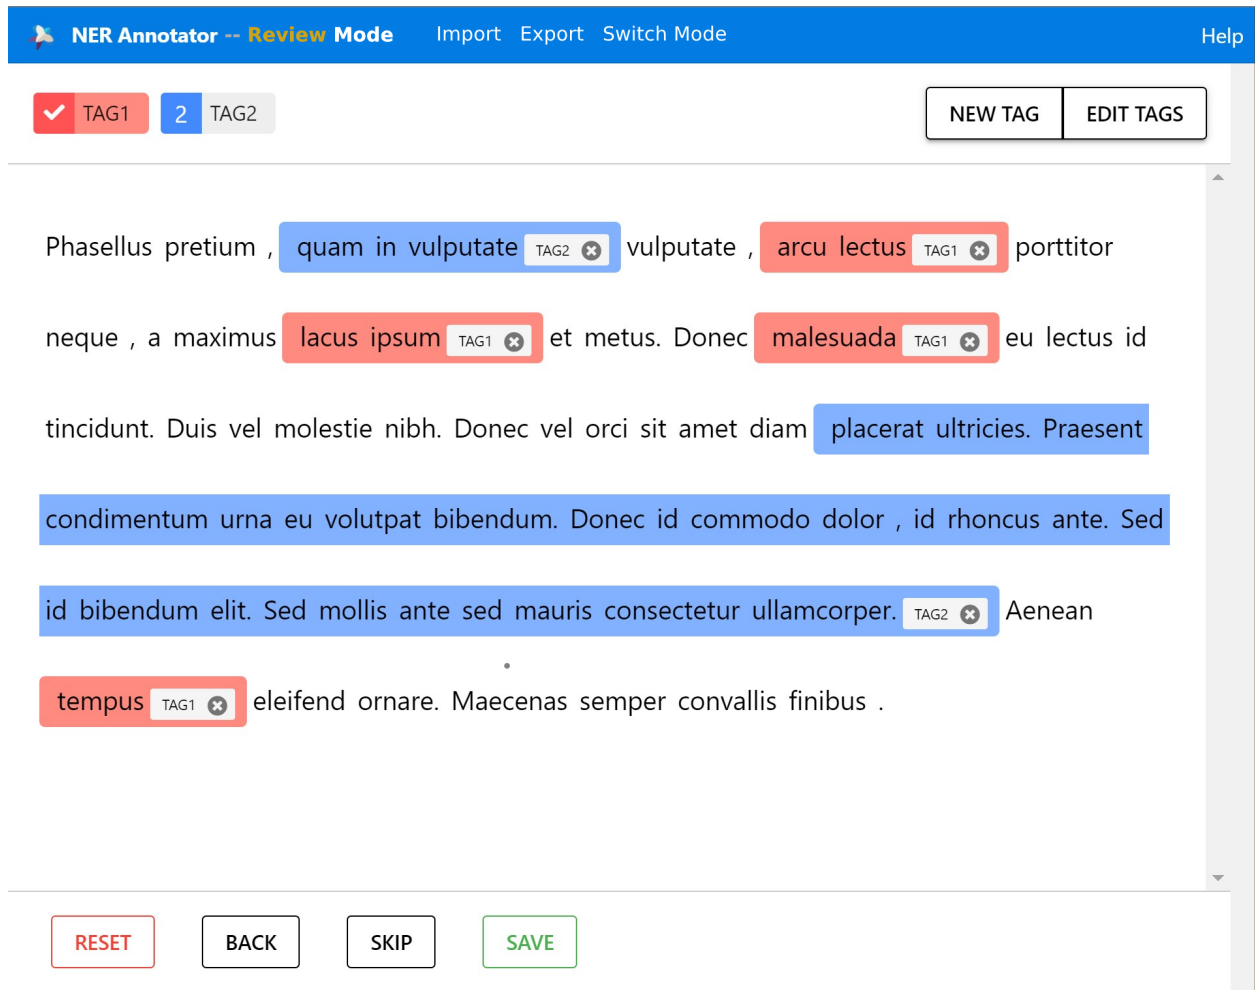 NER Annotator -- Review Mode Import Export Switch Mode Help
TAG1 2 TAG2 NEW TAG EDIT TAGS
Phasellus pretium , quam in vulputate TAG2 vulputate , arcu lectus TAG1 porttitor
neque , a maximus lacus ipsum TAG1 et metus. Donec malesuada TAG1 eu lectus id
tincidunt. Duis vel molestie nibh. Donec vel orci sit amet diam placerat ultricies. Praesent
condimentum urna eu volutpat bibendum. Donec id commodo dolor , id rhoncus ante. Sed
id bibendum elit. Sed mollis ante sed mauris consectetur ullamcorper. TAG2 Aenean
tempus TAG1 eleifend ornare. Maecenas semper convallis finibus .
RESET BACK SKIP SAVE